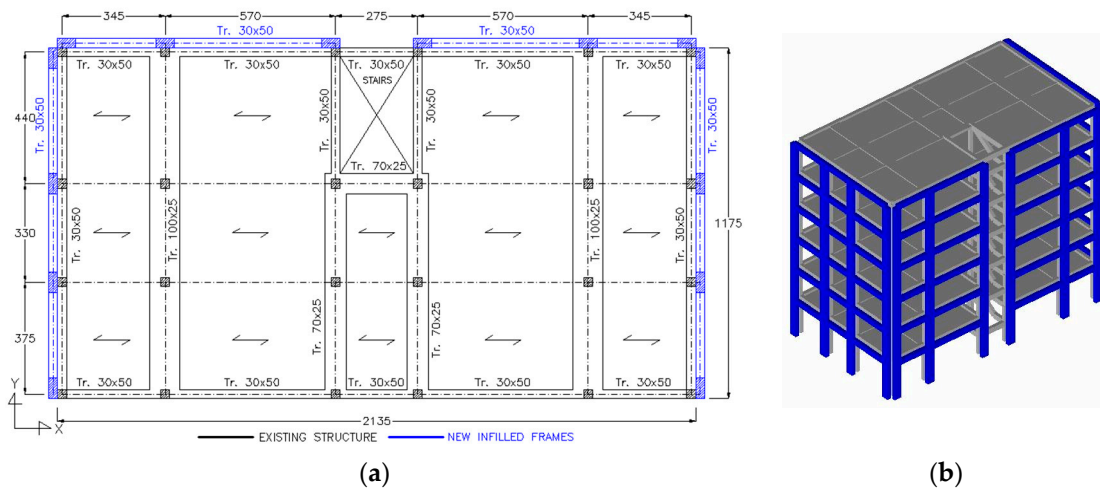 345 570 275 570 345
Tr. 30x50 Tr. 30x50
Tr. 30x50 Tr. 30x50 Tr. 30x50 Tr. 30x50 Tr. 30x50
STAIRS
440 Tr. 30x50 Tr. 30x50 Tr. 30x50 Tr. 30x50
Tr. 70x25
330 Tr. 30x50 Tr. 100x25 Tr. 100x25 Tr. 30x50 1175
375 Tr. 70x25 Tr. 70x25
Tr. 30x50 Tr. 30x50 Tr. 30x50 Tr. 30x50 Tr. 30x50
Y
X
2135
EXISTING STRUCTURE NEW INFILLED FRAMES
(a) (b)